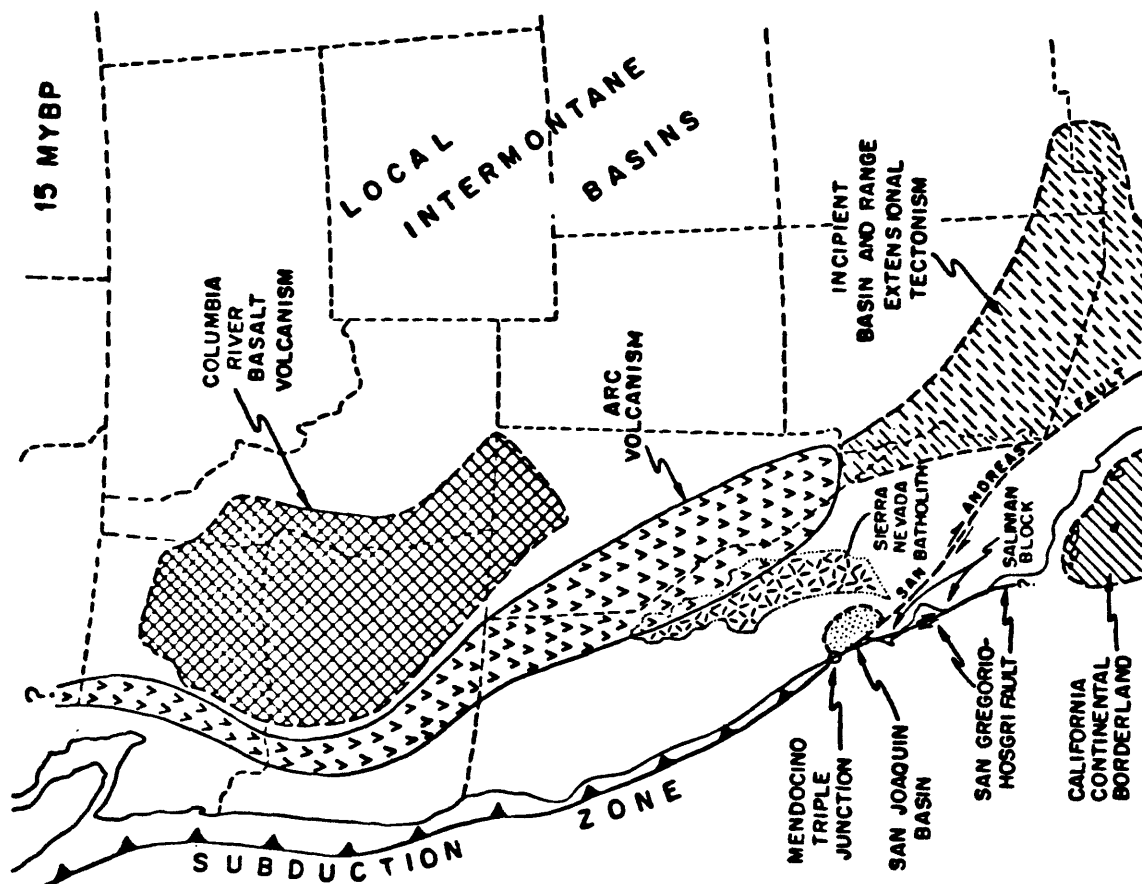 15 MYBP
LOCAL
INTERMONTANE
BASINS
COLUMBIA
RIVER
BASALT
VOLCANISM
ARC
VOLCANISM
INCIPIENT
BASIN AND RANGE
EXTENSIONAL
TECTONISM
SIERRA
NEVADA
BATHOLITH
SAN ANDREAS FAULT
SALINIAN
BLOCK
?
?
SUBDUCTION ZONE
MENDOCINO
TRIPLE
JUNCTION
SAN JOAQUIN
BASIN
SAN GREGORIO-
HOSGRI FAULT
CALIFORNIA
CONTINENTAL
BORDERLAND